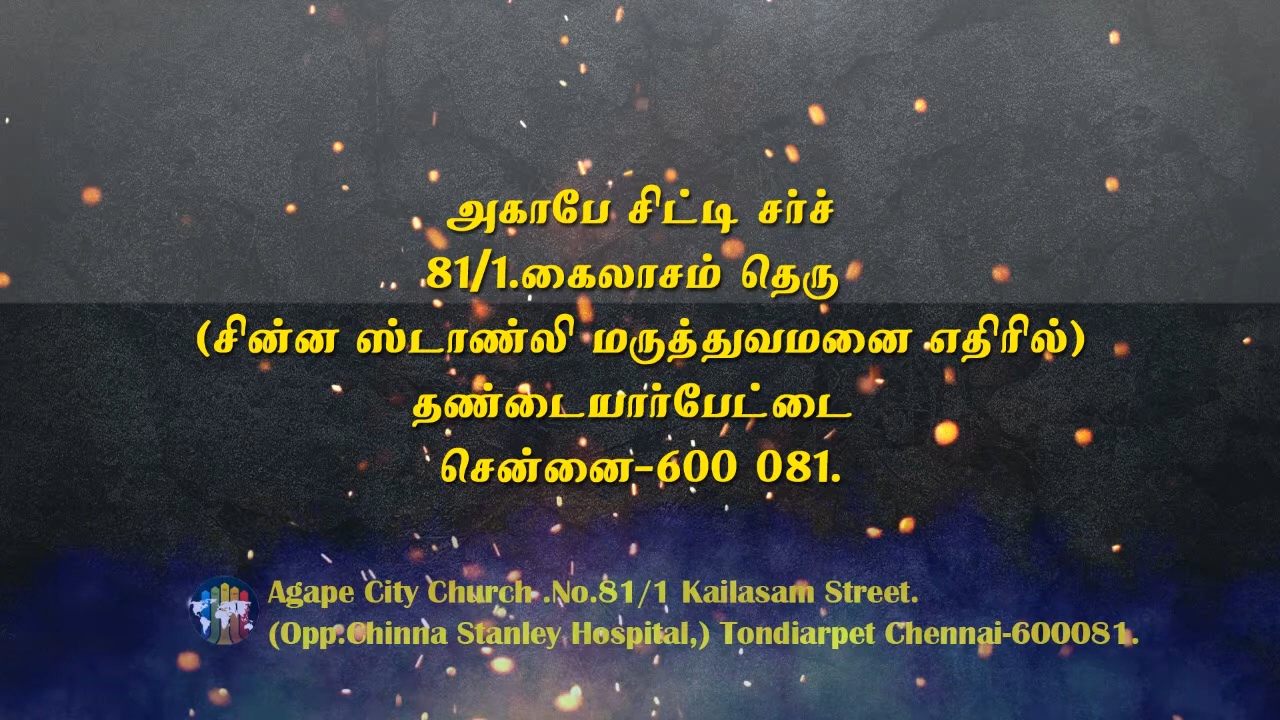 அகாபே சிட்டி சர்ச்
81/1.கைலாசம் தெரு
(சின்ன ஸ்டாண்லி மருத்துவமனை எதிரில்)
தண்டையார்பேட்டை
சென்னை-600 081.
Agape City Church .No.81/1 Kailasam Street.
(Opp.Chinna Stanley Hospital,) Tondiarpet Chennai-600081.